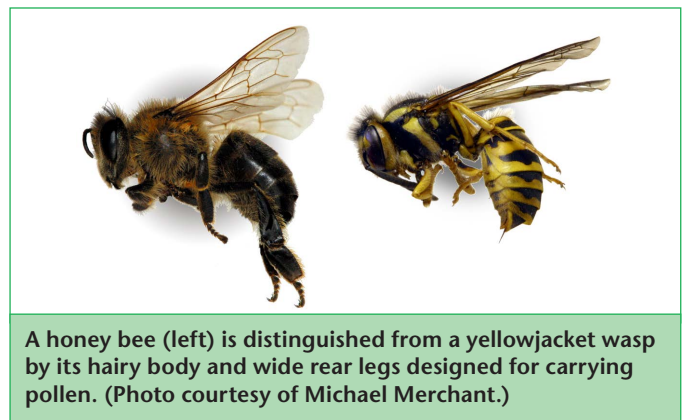 A honey bee (left) is distinguished from a yellowjacket wasp
by its hairy body and wide rear legs designed for carrying
pollen. (Photo courtesy of Michael Merchant.)